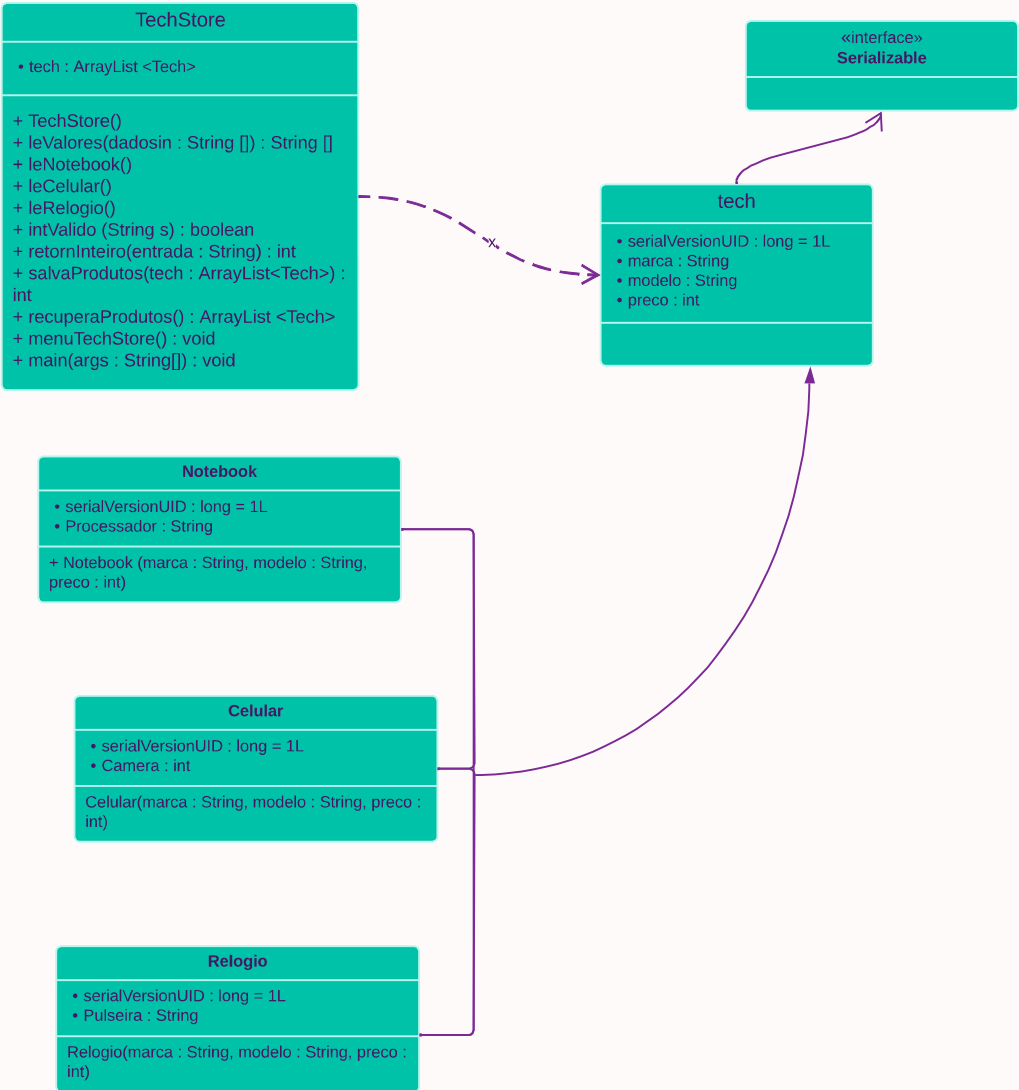 TechStore
• tech : ArrayList <Tech>
+ TechStore()
+ leValores(dadosin : String []) : String []
+ leNotebook()
+ leCelular()
+ leRelogio()
+ intValido (String s) : boolean
+ retornInteiro(entrada : String) : int
+ salvaProdutos(tech : ArrayList<Tech>) :
int
+ recuperaProdutos() : ArrayList <Tech>
+ menuTechStore() : void
+ main(args : String[]) : void
«interface»
Serializable
x
tech
• serialVersionUID : long = 1L
• marca : String
• modelo : String
• preco : int
Notebook
• serialVersionUID : long = 1L
• Processador : String
+ Notebook (marca : String, modelo : String,
preco : int)
Celular
• serialVersionUID : long = 1L
• Camera : int
Celular(marca : String, modelo : String, preco :
int)
Relogio
• serialVersionUID : long = 1L
• Pulseira : String
Relogio(marca : String, modelo : String, preco :
int)